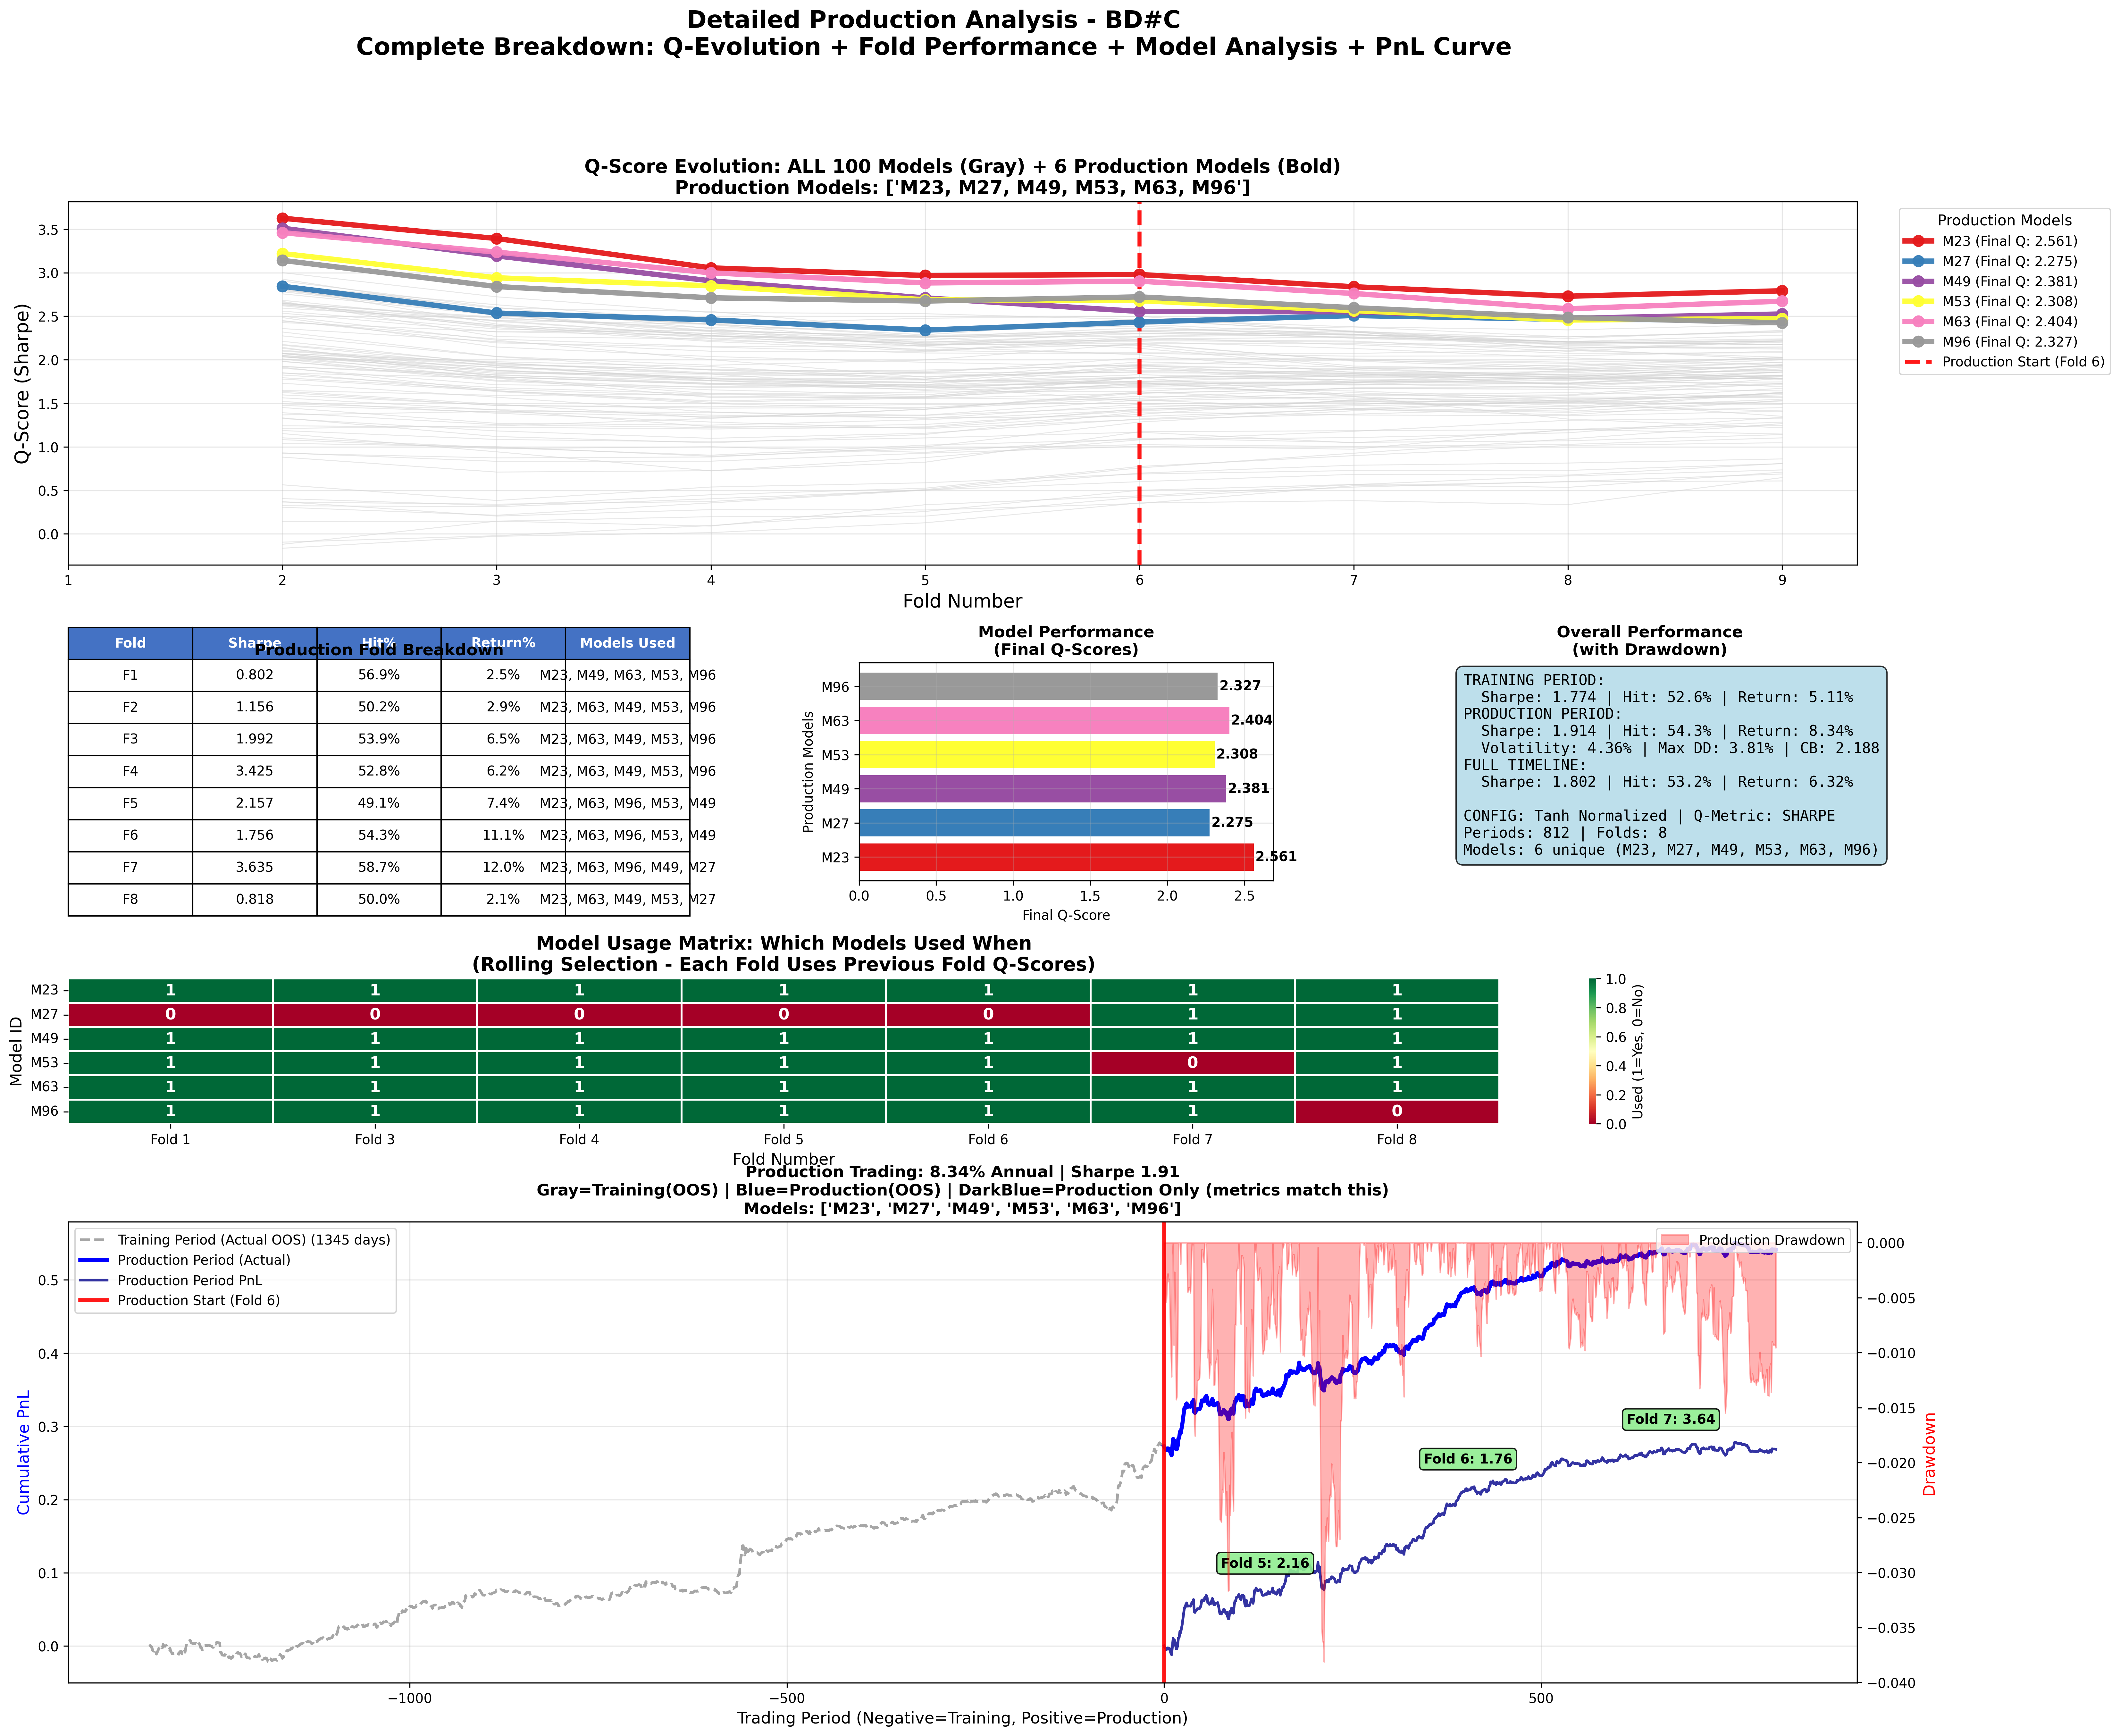 Detailed Production Analysis - BD#C
Complete Breakdown: Q-Evolution + Fold Performance + Model Analysis + PnL Curve
Q-Score Evolution: ALL 100 Models (Gray) + 6 Production Models (Bold)
Production Models: ['M23, M27, M49, M53, M63, M96']
Q-Score (Sharpe)
3.5
3.0
2.5
2.0
1.5
1.0
0.5
0.0
1 2 3 4 5 6 7 8 9
Fold Number
Production Models
M23 (Final Q: 2.561)
M27 (Final Q: 2.275)
M49 (Final Q: 2.381)
M53 (Final Q: 2.308)
M63 (Final Q: 2.404)
M96 (Final Q: 2.327)
Production Start (Fold 6)
Production Fold Breakdown
Fold Sharpe Hit% Return% Models Used
F1 0.802 56.9% 2.5% M23, M49, M63, M53, M96
F2 1.156 50.2% 2.9% M23, M63, M49, M53, M96
F3 1.992 53.9% 6.5% M23, M63, M49, M53, M96
F4 3.425 52.8% 6.2% M23, M63, M49, M53, M96
F5 2.157 49.1% 7.4% M23, M63, M96, M53, M49
F6 1.756 54.3% 11.1% M23, M63, M96, M53, M49
F7 3.635 58.7% 12.0% M23, M63, M96, M49, M27
F8 0.818 50.0% 2.1% M23, M63, M49, M53, M27
Model Performance
(Final Q-Scores)
Production Models
M96 2.327
M63 2.404
M53 2.308
M49 2.381
M27 2.275
M23 2.561
0.0 0.5 1.0 1.5 2.0 2.5
Final Q-Score
Overall Performance
(with Drawdown)
TRAINING PERIOD:
Sharpe: 1.774 | Hit: 52.6% | Return: 5.11%
PRODUCTION PERIOD:
Sharpe: 1.914 | Hit: 54.3% | Return: 8.34%
Volatility: 4.36% | Max DD: 3.81% | CB: 2.188
FULL TIMELINE:
Sharpe: 1.802 | Hit: 53.2% | Return: 6.32%
CONFIG: Tanh Normalized | Q-Metric: SHARPE
Periods: 812 | Folds: 8
Models: 6 unique (M23, M27, M49, M53, M63, M96)
Model Usage Matrix: Which Models Used When
(Rolling Selection - Each Fold Uses Previous Fold Q-Scores)
Model ID
M23 1 1 1 1 1 1 1
M27 0 0 0 0 0 1 1
M49 1 1 1 1 1 1 1
M53 1 1 1 1 1 0 1
M63 1 1 1 1 1 1 1
M96 1 1 1 1 1 1 0
Fold 1 Fold 3 Fold 4 Fold 5 Fold 6 Fold 7 Fold 8
Fold Number
1.0
0.8
0.6
0.4
0.2
0.0
Used (1=Yes, 0=No)
Production Trading: 8.34% Annual | Sharpe 1.91
Gray=Training(OOS) | Blue=Production(OOS) | DarkBlue=Production Only (metrics match this)
Models: ['M23', 'M27', 'M49', 'M53', 'M63', 'M96']
Training Period (Actual OOS) (1345 days)
Production Period (Actual)
Production Period PnL
Production Start (Fold 6)
Production Drawdown
Cumulative PnL
0.5
0.4
0.3
0.2
0.1
0.0
Fold 5: 2.16
Fold 6: 1.76
Fold 7: 3.64
0.000
−0.005
−0.010
−0.015
−0.020
−0.025
−0.030
−0.035
−0.040
Drawdown
−1000 −500 0 500
Trading Period (Negative=Training, Positive=Production)